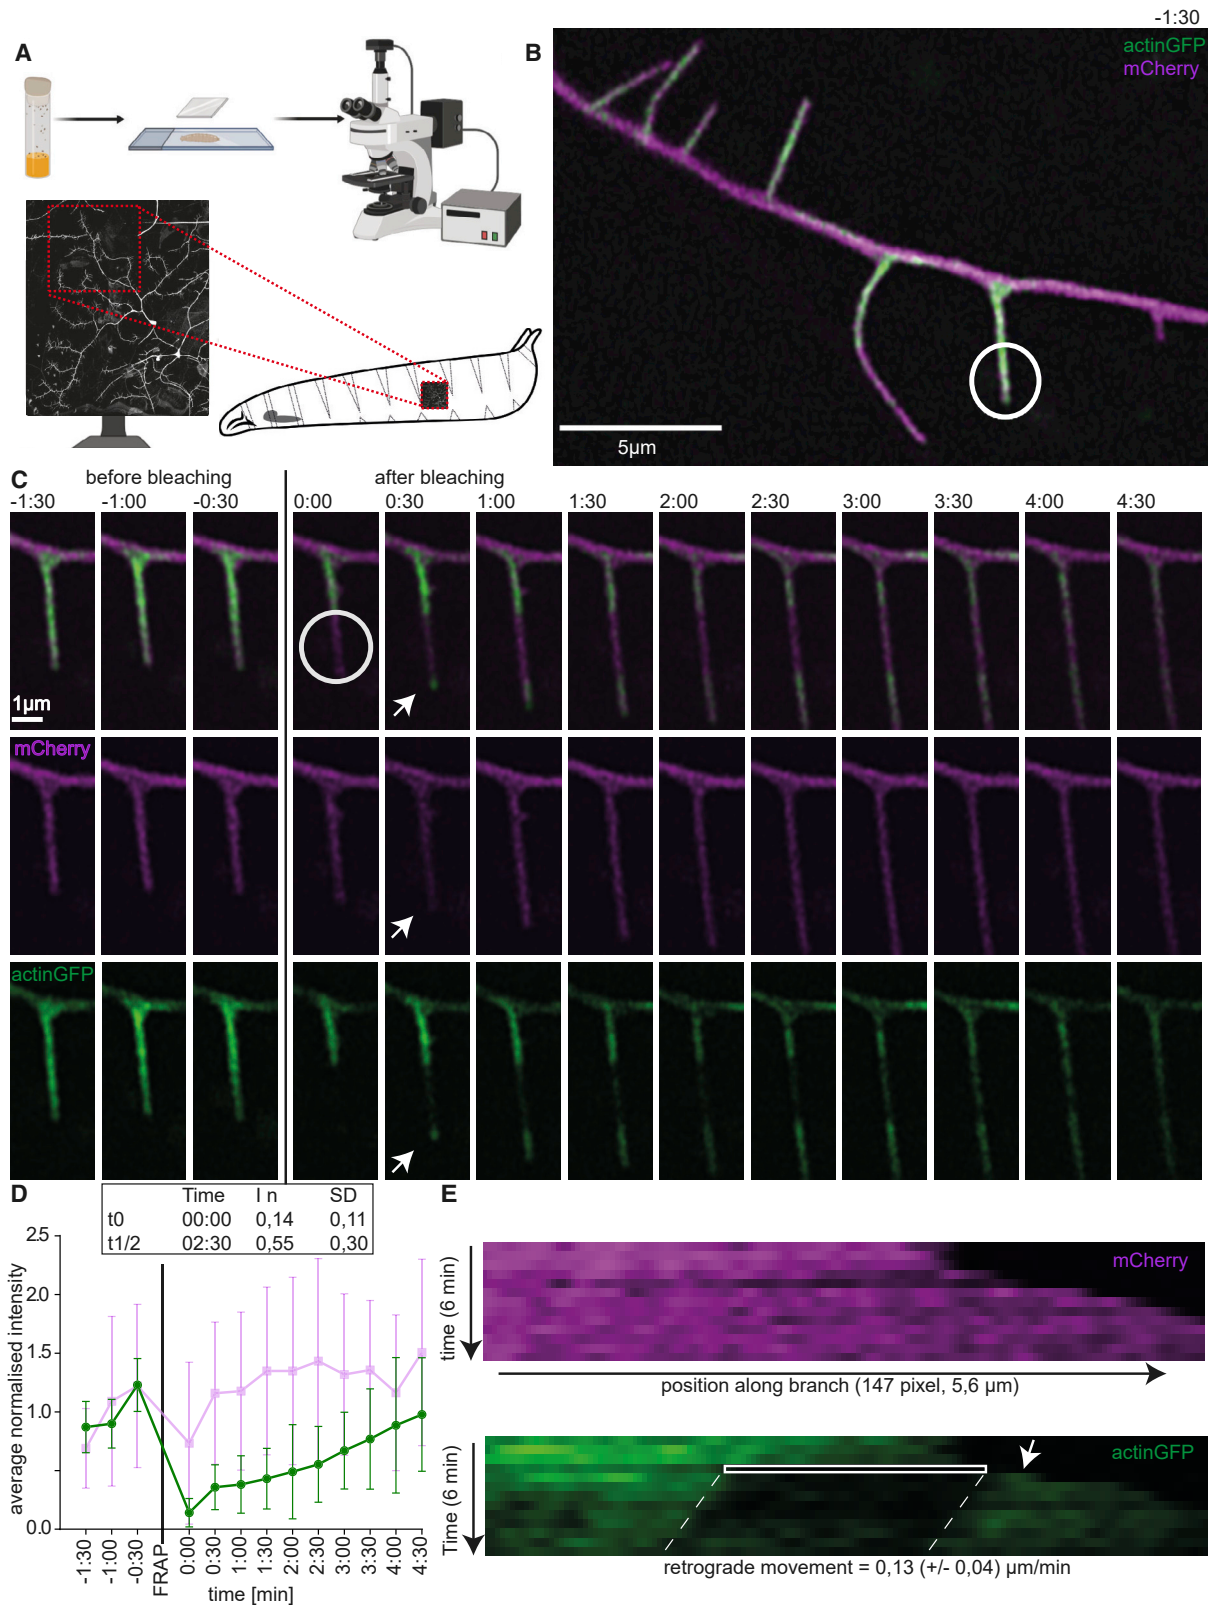 -1:30
A
B
actinGFP
mCherry
5µm
C
before bleaching
after bleaching
-1:30 -1:00 -0:30 0:00 0:30 1:00 1:30 2:00 2:30 3:00 3:30 4:00 4:30
1µm
mCherry
actinGFP
D
Time I n SD
t0 00:00 0,14 0,11
t1/2 02:30 0,55 0,30
2.5
2.0
1.5
1.0
0.0
average normalised intensity
-1:30 -1:00 -0:30 FRAP 0:00 0:30 1:00 1:30 2:00 2:30 3:00 3:30 4:00 4:30
time [min]
E
time (6 min)
mCherry
position along branch (147 pixel, 5,6 µm)
Time (6 min)
actinGFP
retrograde movement = 0,13 (+/- 0,04) µm/min